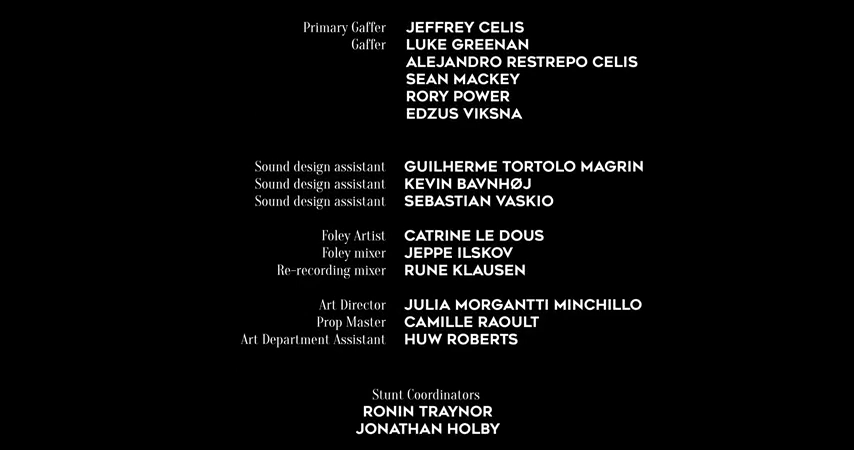 Primary Gaffer JEFFREY CELIS
Gaffer LUKE GREENAN
ALEJANDRO RESTREPO CELIS
SEAN MACKEY
RORY POWER
EDZUS VIKSNA
Sound design assistant GUILHERME TORTOLO MAGRIN
Sound design assistant KEVIN BAVNHØJ
Sound design assistant SEBASTIAN VASKIO
Foley Artist CATRINE LE DOUS
Foley mixer JEPPE ILSKOV
Re-recording mixer RUNE KLAUSEN
Art Director JULIA MORGANTTI MINCHILLO
Prop Master CAMILLE RAOULT
Art Department Assistant HUW ROBERTS
Stunt Coordinators
RONIN TRAYNOR
JONATHAN HOLBY